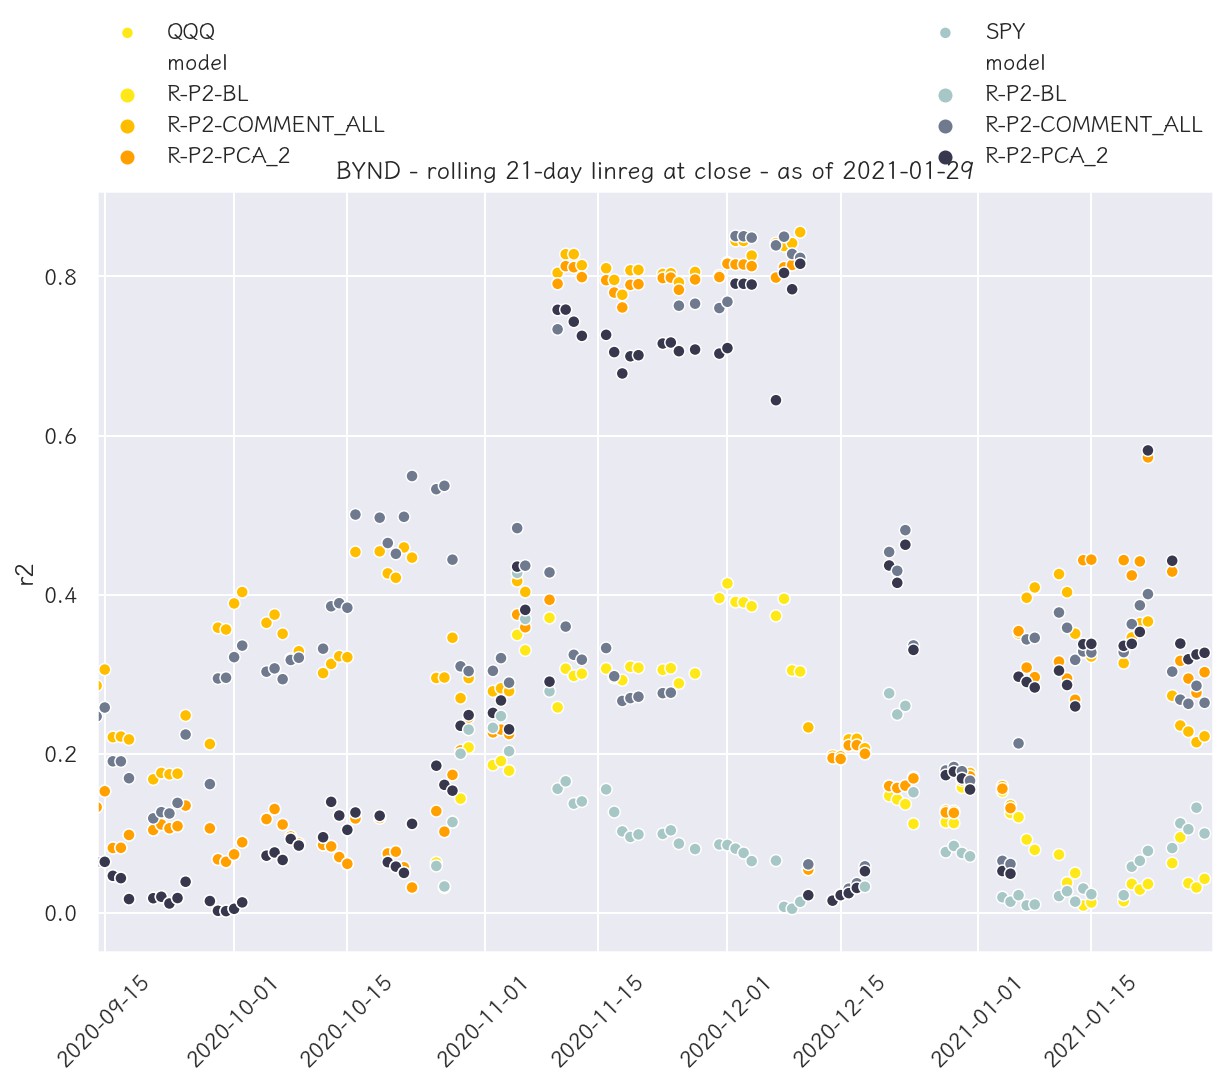 QQQ
model
R-P2-BL
R-P2-COMMENT_ALL
R-P2-PCA_2
SPY
model
R-P2-BL
R-P2-COMMENT_ALL
R-P2-PCA_2
BYND - rolling 21-day linreg at close - as of 2021-01-29
0.8
0.6
0.4
0.2
0.0
r2
2020-09-15
2020-10-01
2020-10-15
2020-11-01
2020-11-15
2020-12-01
2020-12-15
2021-01-01
2021-01-15